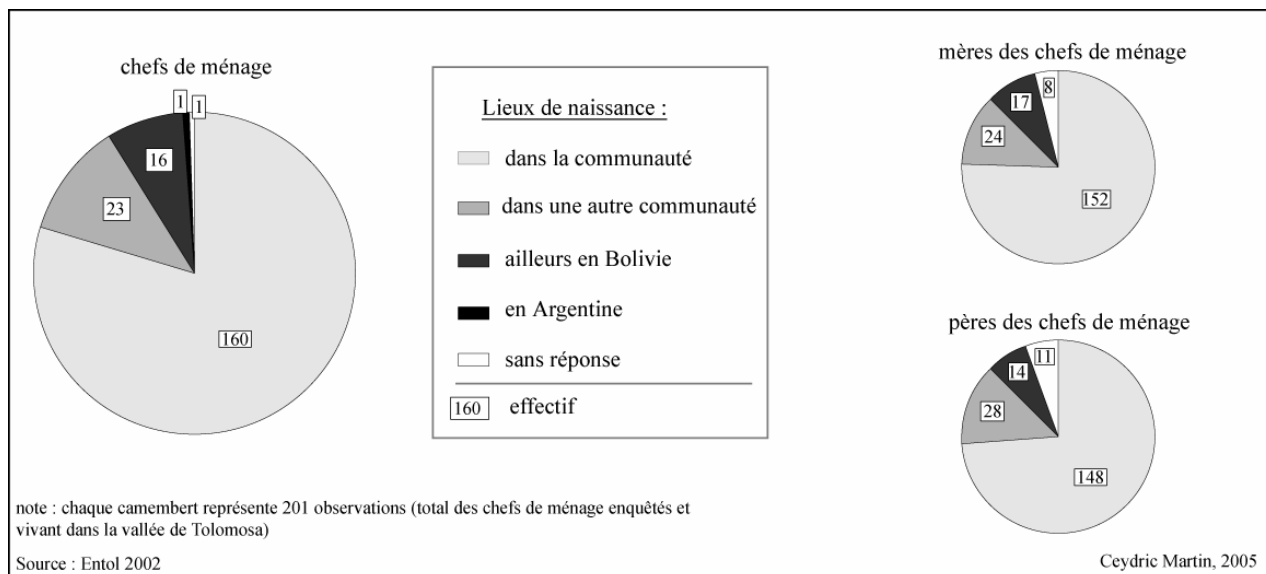 chefs de ménage
1
1
16
23
160
Lieux de naissance :
dans la communauté
dans une autre communauté
ailleurs en Bolivie
en Argentine
sans réponse
160 effectif
mères des chefs de ménage
8
17
24
152
pères des chefs de ménage
11
14
28
148
note : chaque camembert représente 201 observations (total des chefs de ménage enquêtés et
vivant dans la vallée de Tolomosa)
Source : Entol 2002
Ceydric Martin, 2005